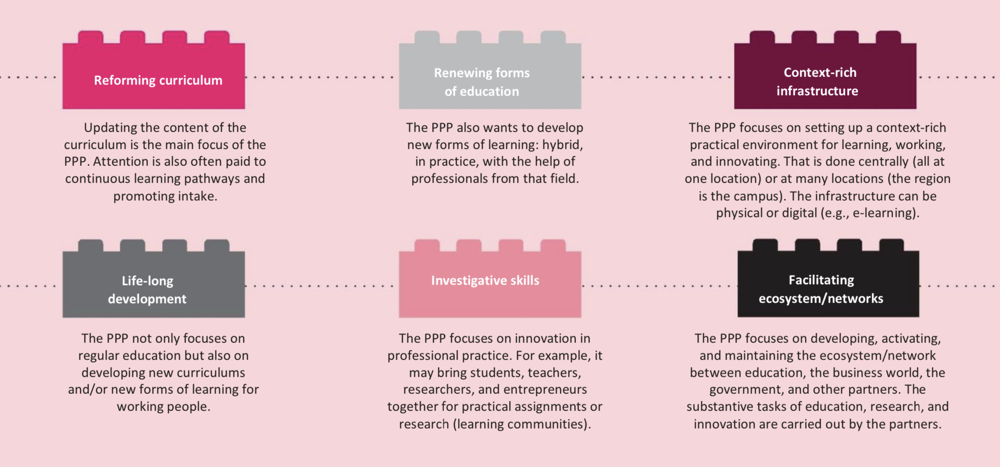 Reforming curriculum
Updating the content of the
curriculum is the main focus of the
PPP. Attention is also often paid to
continuous learning pathways and
promoting intake.
Renewing forms
of education
The PPP also wants to develop
new forms of learning: hybrid,
in practice, with the help of
professionals from that field.
Context-rich
infrastructure
The PPP focuses on setting up a context-rich
practical environment for learning, working,
and innovating. That is done centrally (all at
one location) or at many locations (the region
is the campus). The infrastructure can be
physical or digital (e.g., e-learning).
Life-long
development
The PPP not only focuses on
regular education but also on
developing new curriculums
and/or new forms of learning for
working people.
Investigative skills
The PPP focuses on innovation in
professional practice. For example, it
may bring students, teachers,
researchers, and entrepreneurs
together for practical assignments or
research (learning communities).
Facilitating
ecosystem/networks
The PPP focuses on developing, activating,
and maintaining the ecosystem/network
between education, the business world, the
government, and other partners. The
substantive tasks of education, research, and
innovation are carried out by the partners.